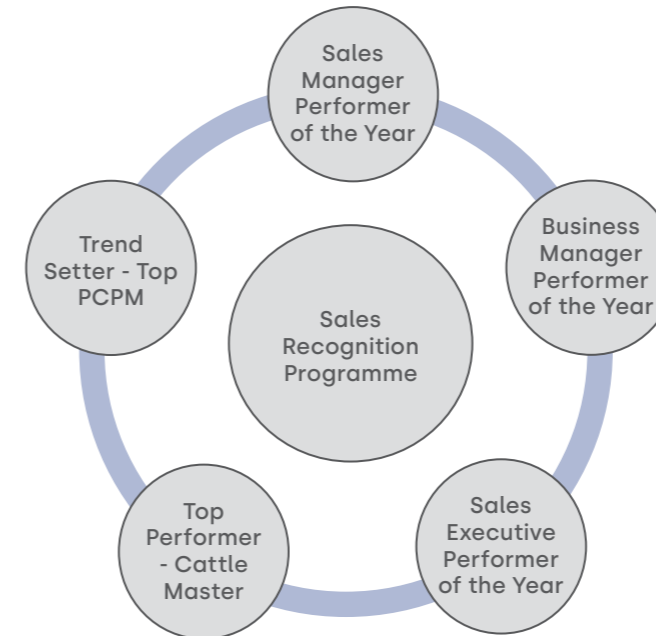 Sales
Manager
Performer
of the Year
Business
Manager
Performer
of the Year
Trend
Setter - Top
PCPM
Sales
Recognition
Programme
Sales
Executive
Performer
of the Year
Top
Performer
- Cattle
Master